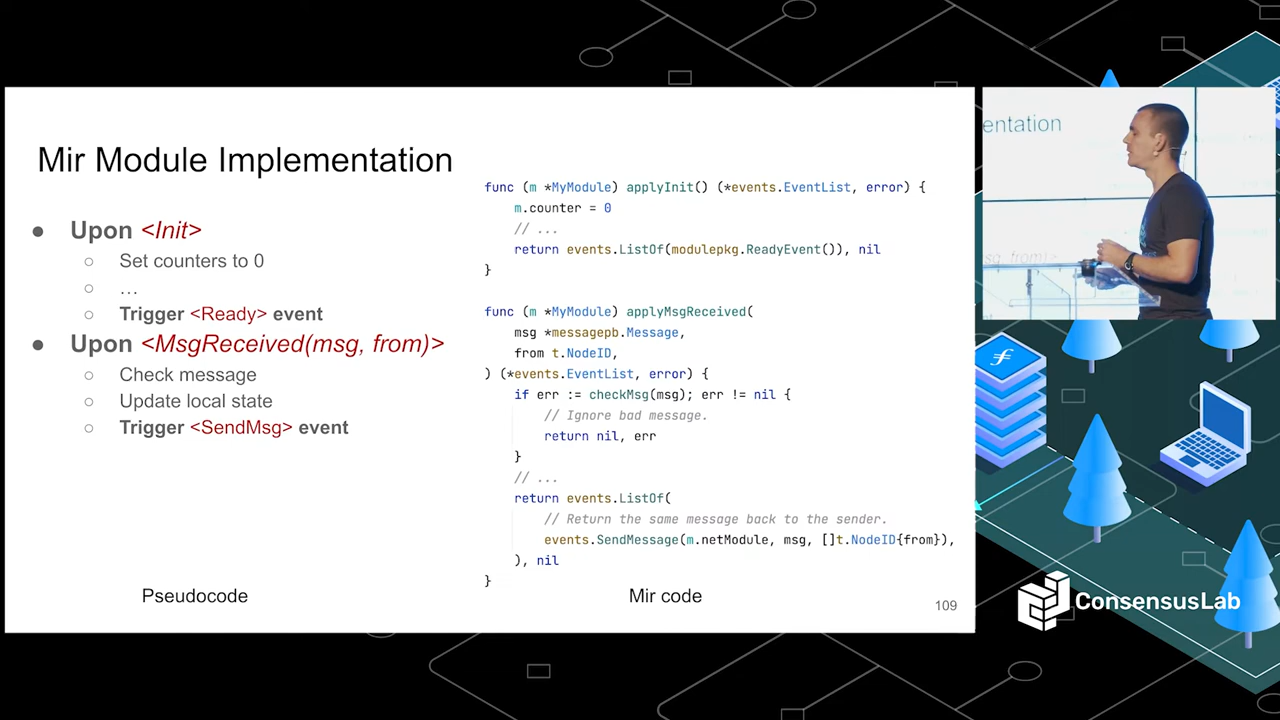 Mir Module Implementation
● Upon <Init>
○ Set counters to 0
○ …
○ Trigger <Ready> event
● Upon <MsgReceived(msg, from)>
○ Check message
○ Update local state
○ Trigger <SendMsg> event
Pseudocode
func (m *MyModule) applyInit() (*events.EventList, error) {
    m.counter = 0
    // ...
    return events.ListOf(modulepkg.ReadyEvent()), nil
}
func (m *MyModule) applyMsgReceived(
    msg *messagepb.Message,
    from t.NodeID,
) (*events.EventList, error) {
    if err := checkMsg(msg); err != nil {
        // Ignore bad message.
        return nil, err
    }
    // ...
    return events.ListOf(
        // Return the same message back to the sender.
        events.SendMessage(m.netModule, msg, []t.NodeID{from}),
    ), nil
}
Mir code
109
entation
from)>
ConsensusLab